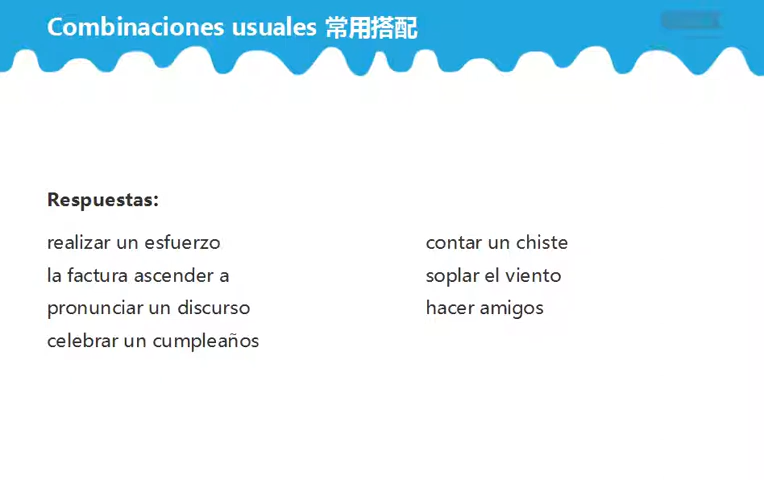 Combinaciones usuales 常用搭配
Respuestas:
realizar un esfuerzo
la factura ascender a
pronunciar un discurso
celebrar un cumpleaños
contar un chiste
soplar el viento
hacer amigos